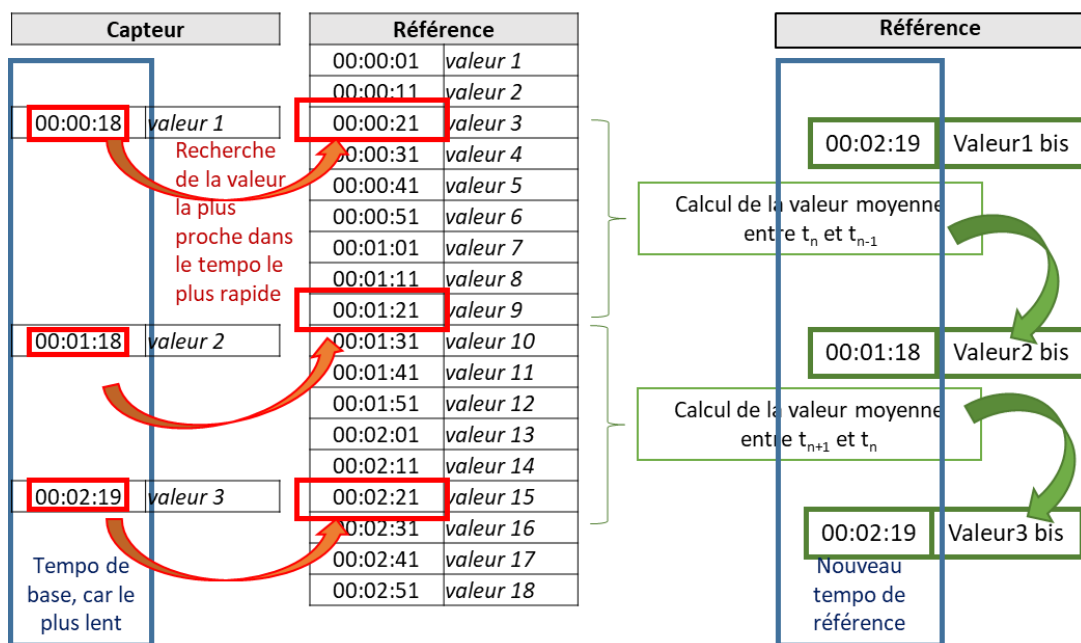 Capteur
00:00:18 valeur 1
Recherche
de la valeur
la plus
proche dans
le tempo le
plus rapide
00:01:18 valeur 2
00:02:19 valeur 3
Tempo de
base, car le
plus lent
Référence
00:00:01 valeur 1
00:00:11 valeur 2
00:00:21 valeur 3
00:00:31 valeur 4
00:00:41 valeur 5
00:00:51 valeur 6
00:01:01 valeur 7
00:01:11 valeur 8
00:01:21 valeur 9
00:01:31 valeur 10
00:01:41 valeur 11
00:01:51 valeur 12
00:02:01 valeur 13
00:02:11 valeur 14
00:02:21 valeur 15
00:02:31 valeur 16
00:02:41 valeur 17
00:02:51 valeur 18
Calcul de la valeur moyenne
entre tn et tn-1
Calcul de la valeur moyenne
entre tn+1 et tn
Référence
00:02:19 Valeur1 bis
00:01:18 Valeur2 bis
00:02:19 Valeur3 bis
Nouveau
tempo de
référence